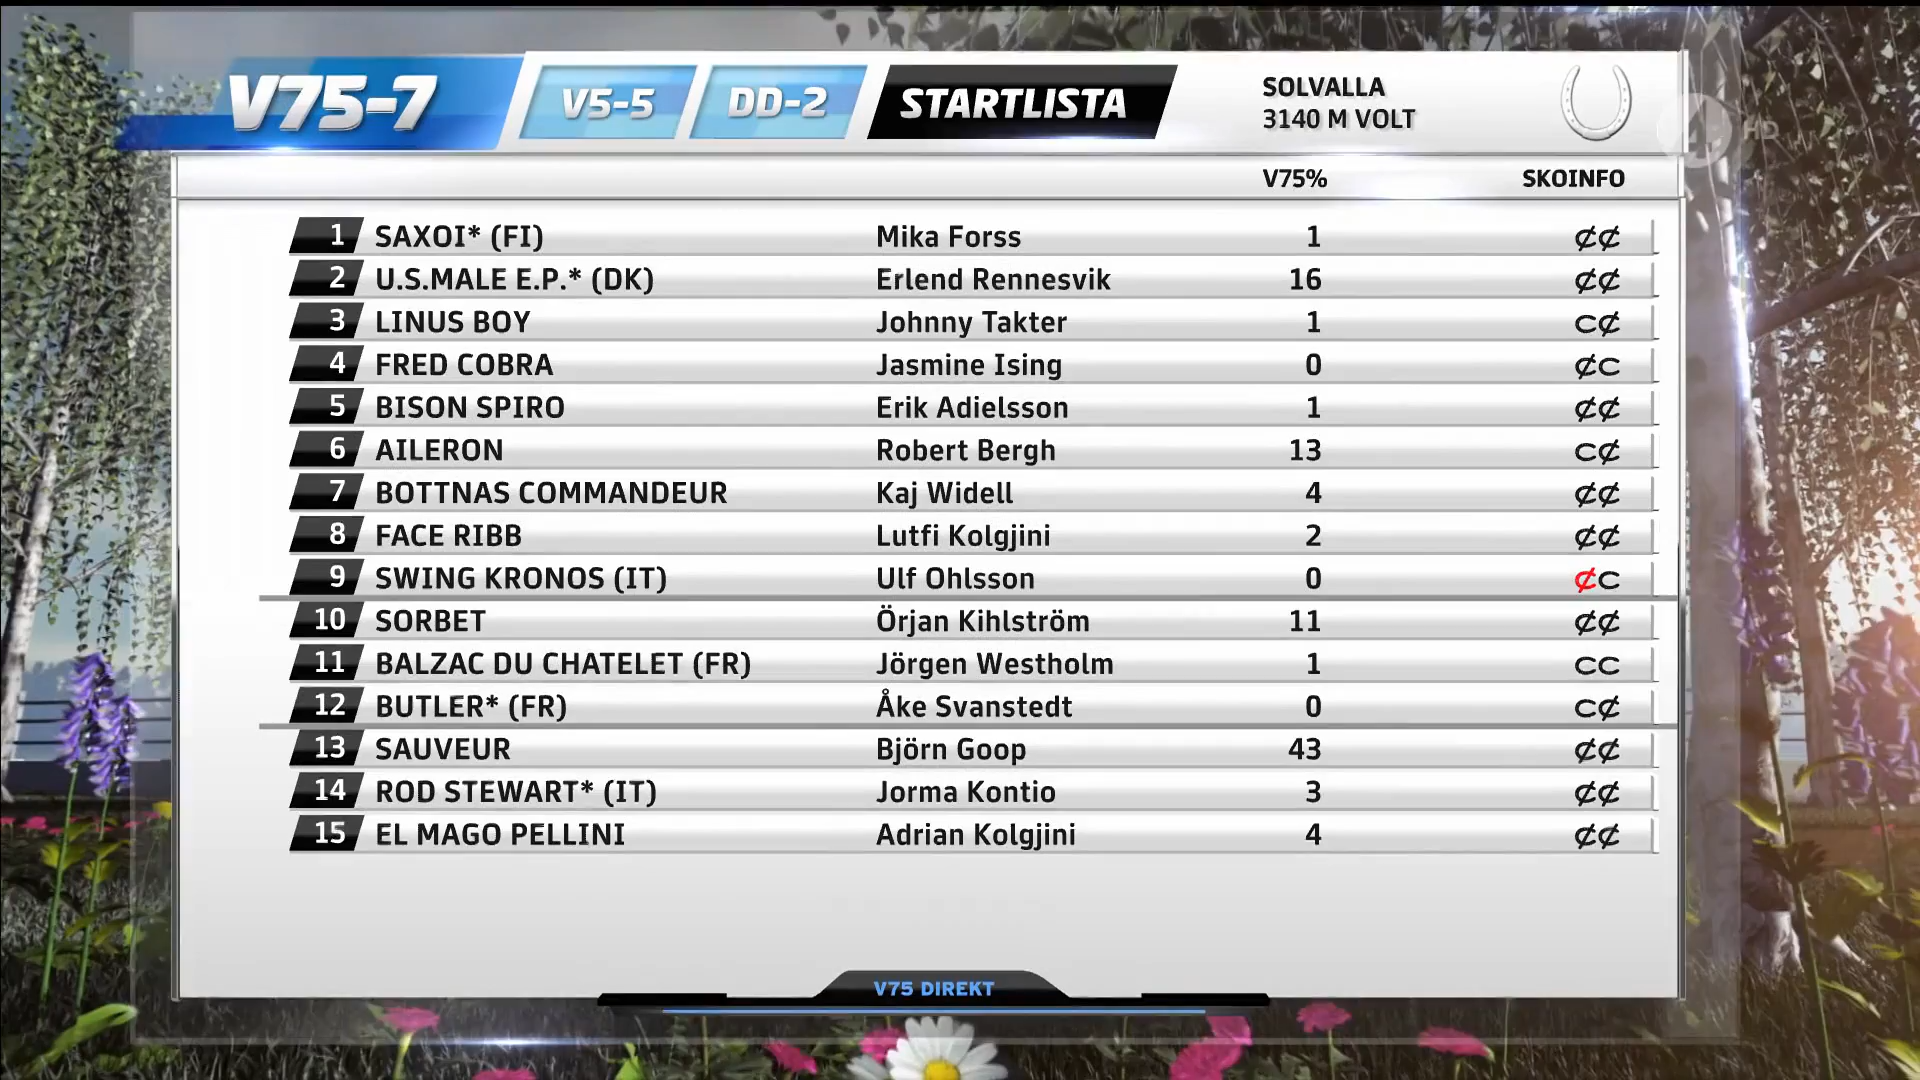 V75-7 V5-5 DD-2 STARTLISTA SOLVALLA
3140 M VOLT
4 HD
V75% SKOINFO
1 SAXOI* (FI) Mika Forss 1 ₵₵
2 U.S.MALE E.P.* (DK) Erlend Rennesvik 16 ₵₵
3 LINUS BOY Johnny Takter 1 C₵
4 FRED COBRA Jasmine Ising 0 ₵C
5 BISON SPIRO Erik Adielsson 1 ₵₵
6 AILERON Robert Bergh 13 C₵
7 BOTTNAS COMMANDEUR Kaj Widell 4 ₵₵
8 FACE RIBB Lutfi Kolgjini 2 ₵₵
9 SWING KRONOS (IT) Ulf Ohlsson 0 ₵C
10 SORBET Örjan Kihlström 11 ₵₵
11 BALZAC DU CHATELET (FR) Jörgen Westholm 1 CC
12 BUTLER* (FR) Åke Svanstedt 0 C₵
13 SAUVEUR Björn Goop 43 ₵₵
14 ROD STEWART* (IT) Jorma Kontio 3 ₵₵
15 EL MAGO PELLINI Adrian Kolgjini 4 ₵₵
V75 DIREKT